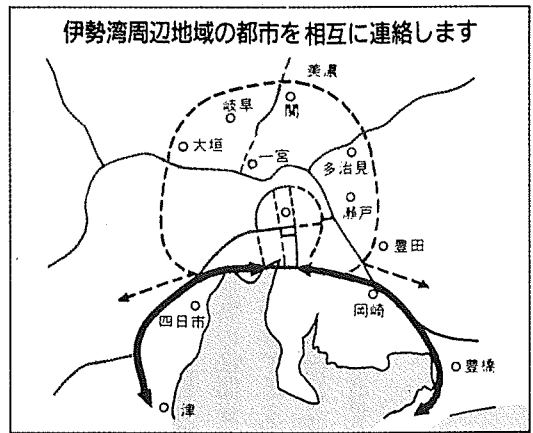 伊勢湾周辺地域の都市を相互に連絡します
美濃
関
岐阜
大垣
一宮
多治見
瀬戸
豊田
岡崎
四日市
豊橋
津